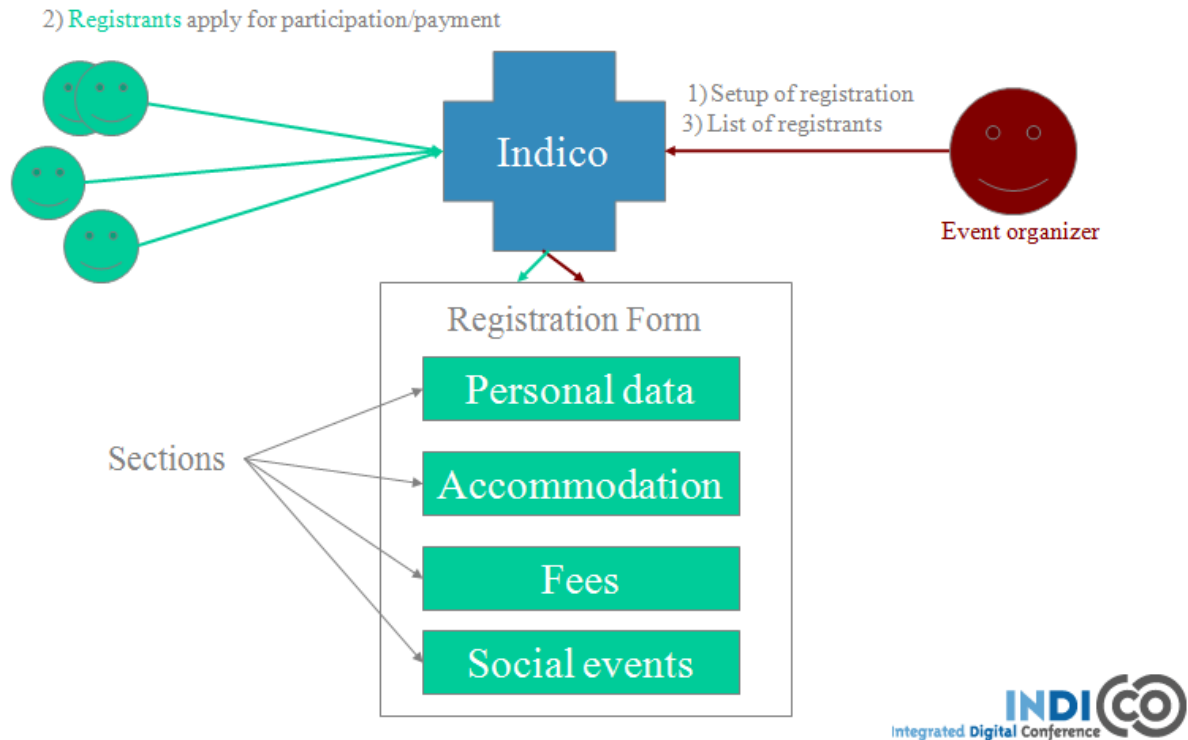 2) Registrants apply for participation/payment
1) Setup of registration
3) List of registrants
Indico
Event organizer
Registration Form
Personal data
Sections
Accommodation
Fees
Social events
INDICO
Integrated Digital Conference